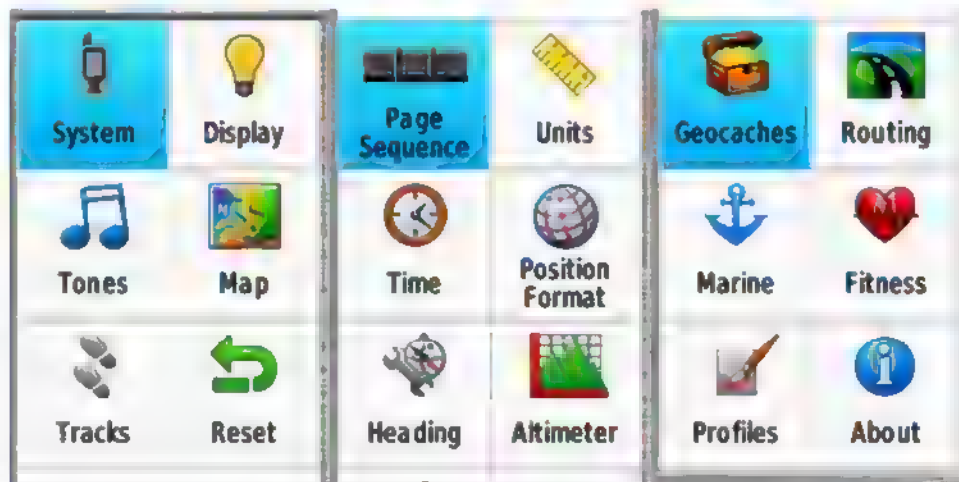 System
Display
Page
Sequence
Units
Geocaches
Routing
Tones
Map
Time
Position
Format
Marine
Fitness
Tracks
Reset
Heading
Altimeter
Profiles
About